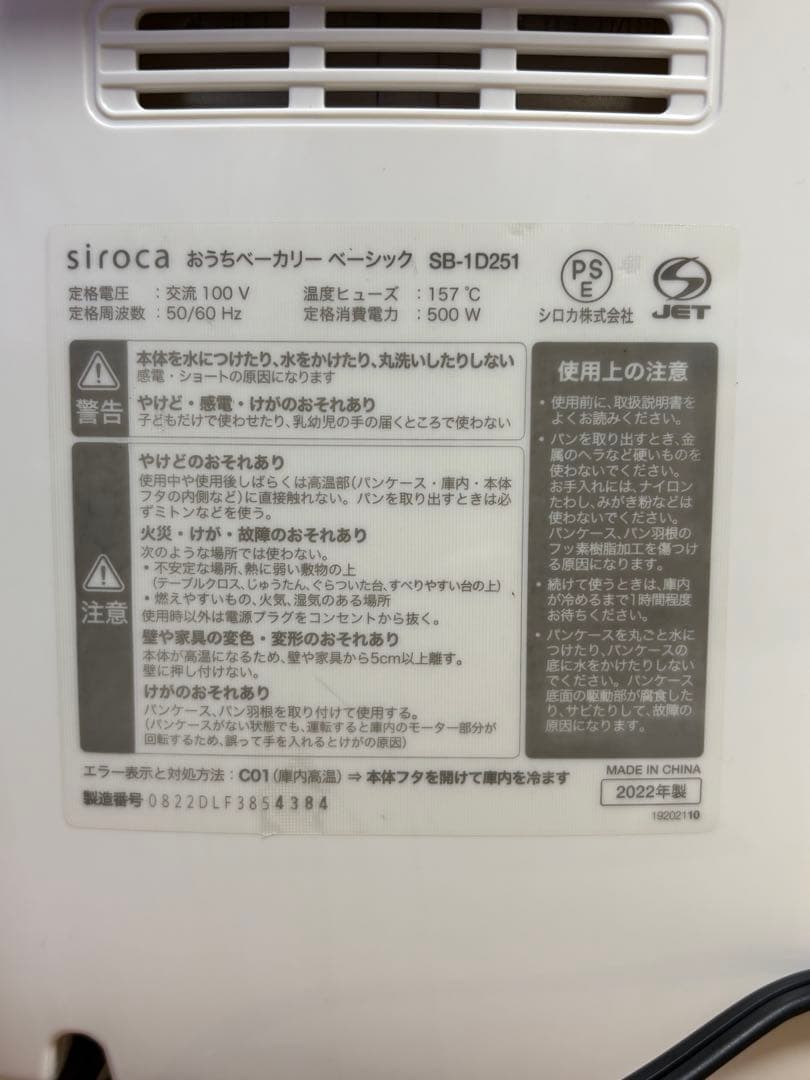 siroca おうちベーカリー ベーシック SB-1D251
定格電圧 : 交流 100 V 温度ヒューズ : 157 ℃
定格周波数 : 50/60 Hz 定格消費電力 : 500 W
PS
E
シロカ株式会社
JET
警告
本体を水につけたり、水をかけたり、丸洗いしたりしない
感電・ショートの原因になります
やけど・感電・けがのおそれあり
子どもだけで使わせたり、乳幼児の手の届くところで使わない
注意
やけどのおそれあり
使用中や使用後しばらくは高温部(パンケース・庫内・本体
フタの内側など)に直接触れない。パンを取り出すときは必
ずミトンなどを使う。
火災・けが・故障のおそれあり
次のような場所では使わない。
• 不安定な場所、熱に弱い敷物の上
(テーブルクロス、じゅうたん、ぐらついた台、すべりやすい台の上)
• 燃えやすいもの、火気、湿気のある場所
使用時以外は電源プラグをコンセントから抜く。
壁や家具の変色・変形のおそれあり
本体が高温になるため、壁や家具から5cm以上離す。
壁に押し付けない。
けがのおそれあり
パンケース、パン羽根を取り付けて使用する。
(パンケースがない状態でも、運転すると庫内のモーター部分が
回転するため、誤って手を入れるとけがの原因)
使用上の注意
• 使用前に、取扱説明書を
よくお読みください。
• パンを取り出すとき、金
属のヘラなど硬いものを
使わないでください。
お手入れには、ナイロン
たわし、みがき粉などは
使わないでください。
パンケース、パン羽根の
フッ素樹脂加工を傷つけ
る原因になります。
• 続けて使うときは、庫内
が冷めるまで1時間程度
お待ちください。
• パンケースを丸ごと水に
つけたり、パンケースの
底に水をかけたりしない
でください。パンケース
底面の駆動部が腐食した
り、サビたりして、故障の
原因になります。
エラー表示と対処方法 : C01 (庫内高温) ⇒ 本体フタを開けて庫内を冷ます
製造番号 0822DLF3854384
MADE IN CHINA
2022年製
19202110